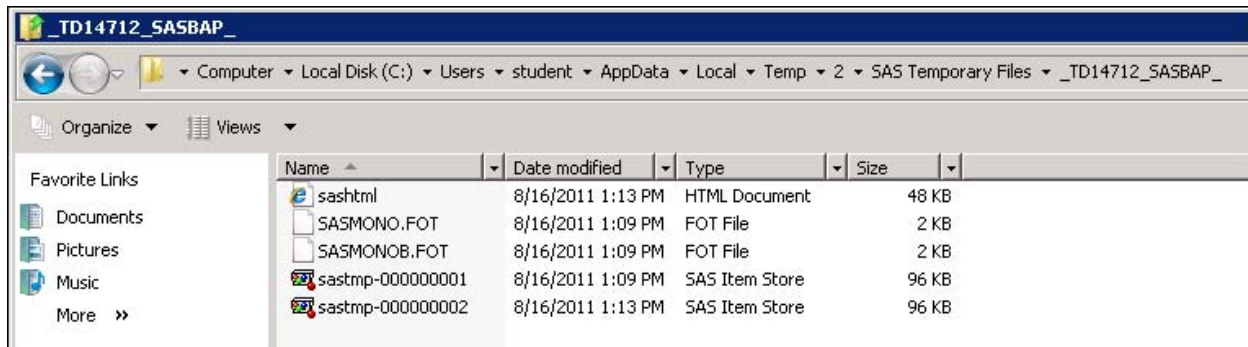 _TD14712_SASBAP_
Computer Local Disk (C:) Users student AppData Local Temp 2 SAS Temporary Files _TD14712_SASBAP_
Organize Views
Favorite Links
Documents
Pictures
Music
More »
Name Date modified Type Size
sashtml 8/16/2011 1:13 PM HTML Document 48 KB
SASMONO.FOT 8/16/2011 1:09 PM FOT File 2 KB
SASMONOB.FOT 8/16/2011 1:09 PM FOT File 2 KB
sastmp-000000001 8/16/2011 1:09 PM SAS Item Store 96 KB
sastmp-000000002 8/16/2011 1:13 PM SAS Item Store 96 KB